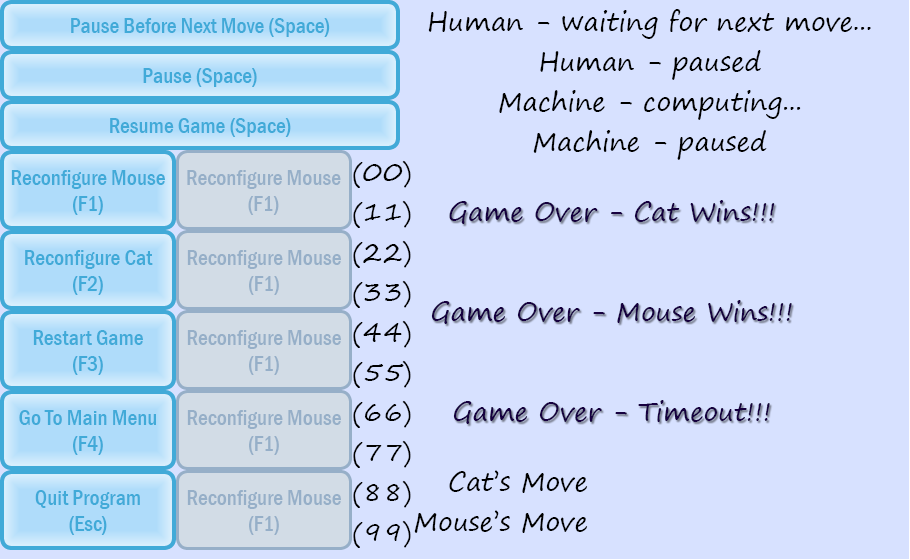 Pause Before Next Move (Space)
Human - waiting for next move...
Pause (Space)
Human - paused
Machine - computing...
Resume Game (Space)
Machine - paused
Reconfigure Mouse
(F1)
Reconfigure Mouse
(F1)
(00)
(11)
Game Over - Cat Wins!!!
Reconfigure Cat
(F2)
Reconfigure Mouse
(F1)
(22)
(33)
Game Over - Mouse Wins!!!
Restart Game
(F3)
Reconfigure Mouse
(F1)
(44)
(55)
Go To Main Menu
(F4)
Reconfigure Mouse
(F1)
(66)
(77)
Game Over - Timeout!!!
Quit Program
(Esc)
Reconfigure Mouse
(F1)
(88)
(99)
Cat's Move
Mouse's Move